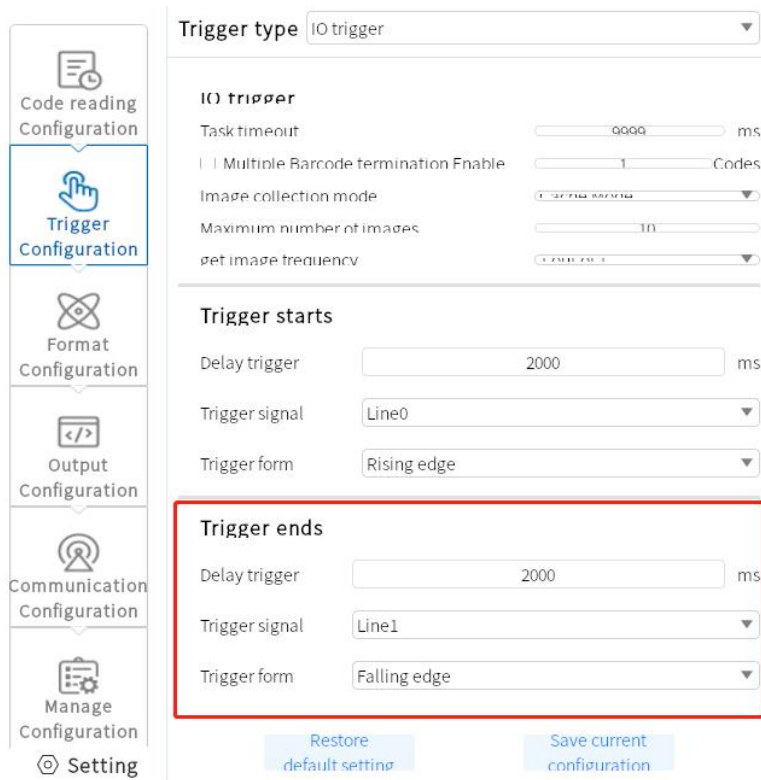 Trigger type IO trigger
Code reading
Configuration
Trigger
Configuration
Format
Configuration
Output
Configuration
Communication
Configuration
Manage
Configuration
Setting
IO trigger
Task timeout 9999 ms
Multiple Barcode termination Enable 1 Codes
Image collection mode Cache Mode
Maximum number of images 10
get image frequency
Trigger starts
Delay trigger 2000 ms
Trigger signal Line0
Trigger form Rising edge
Trigger ends
Delay trigger 2000 ms
Trigger signal Line1
Trigger form Falling edge
Restore
default setting
Save current
configuration